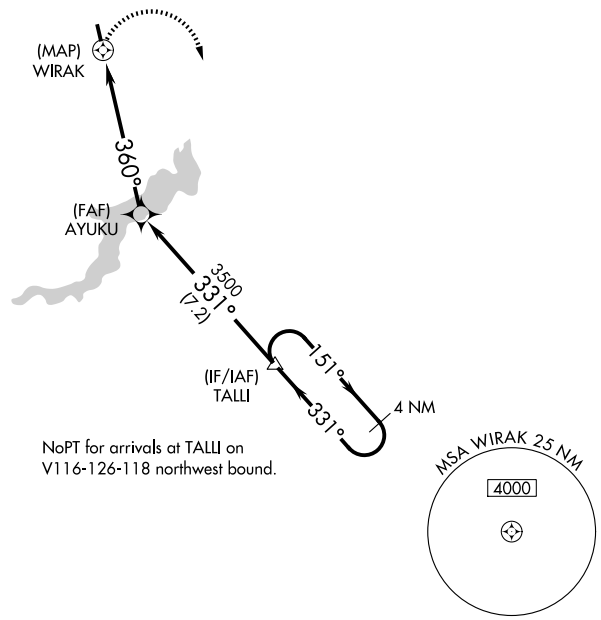 (MAP)
WIRAK
360°
(FAF)
AYUKU
3500
331°
(7.2)
(IF/IAF)
TALLI
151°
331°
4 NM
NoPT for arrivals at TALLI on
V116-126-118 northwest bound.
MSA WIRAK 25 NM
4000